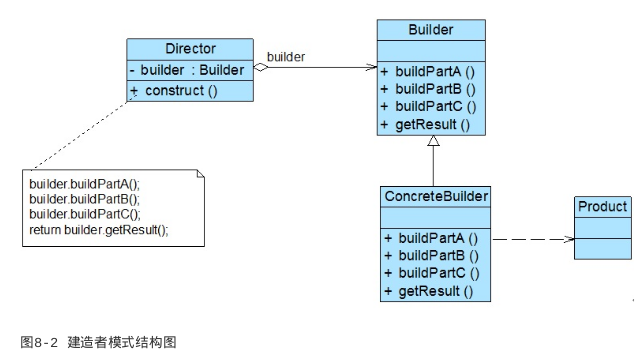 Director
- builder : Builder
+ construct ()
builder
Builder
+ buildPartA ()
+ buildPartB ()
+ buildPartC ()
+ getResult ()
builder.buildPartA();
builder.buildPartB();
builder.buildPartC();
return builder.getResult();
ConcreteBuilder
+ buildPartA ()
+ buildPartB ()
+ buildPartC ()
+ getResult ()
Product
图8-2 建造者模式结构图